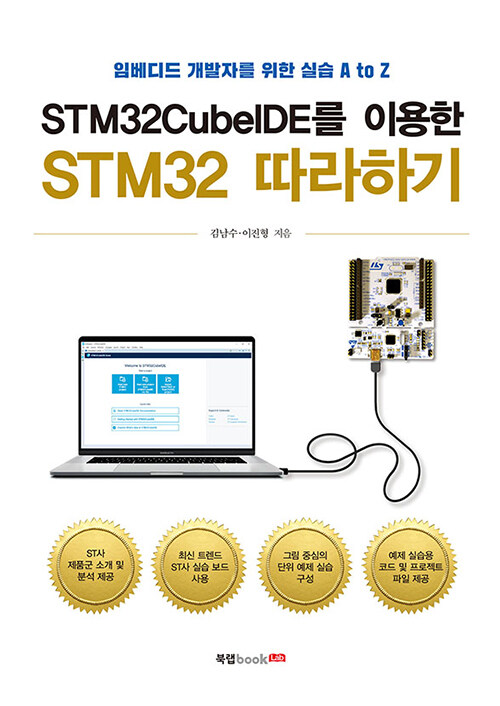 임베디드 개발자를 위한 실습 A to Z
STM32CubeIDE를 이용한
STM32 따라하기
김남수·이진형 지음
ST사
제품군 소개 및
분석 제공
최신 트렌드
ST사 실습 보드
사용
그림 중심의
단위 예제 실습
구성
예제 실습용
코드 및 프로젝트
파일 제공
북랩book Lab